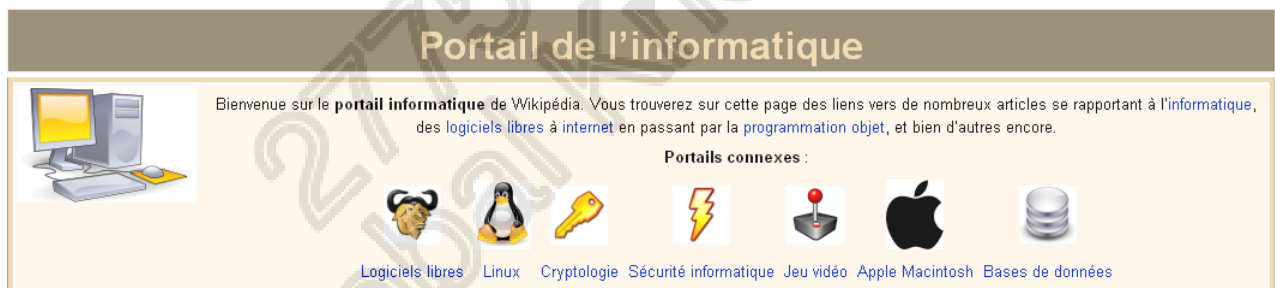 Portail de l'informatique
Bienvenue sur le portail informatique de Wikipédia. Vous trouverez sur cette page des liens vers de nombreux articles se rapportant à l'informatique,
des logiciels libres à internet en passant par la programmation objet, et bien d'autres encore.
Portails connexes :
Logiciels libres Linux Cryptologie Sécurité informatique Jeu vidéo Apple Macintosh Bases de données